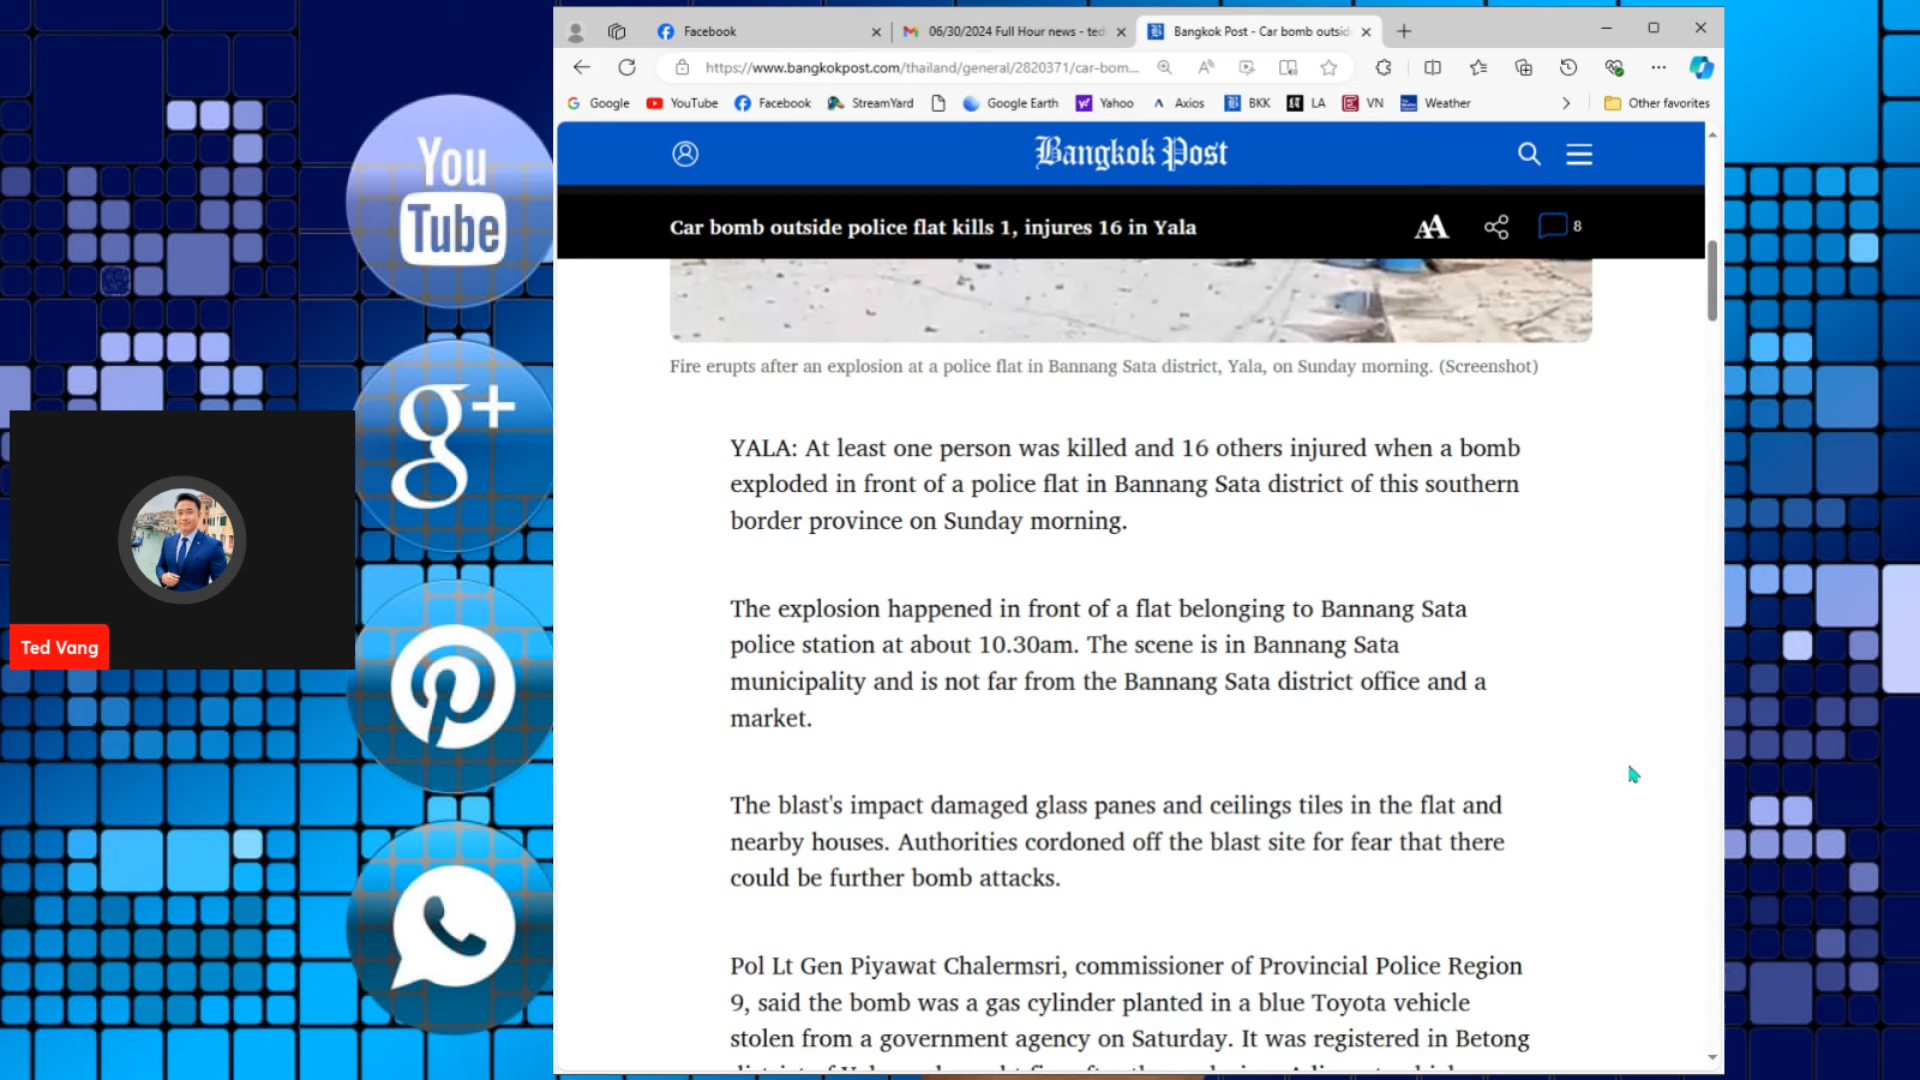 Facebook
06/30/2024 Full Hour news - ted
Bangkok Post - Car bomb outsid
https://www.bangkokpost.com/thailand/general/2820371/car-bom...
Google
YouTube
Facebook
StreamYard
Google Earth
Yahoo
Axios
BKK
LA
VN
Weather
Other favorites
Bangkok Post
Car bomb outside police flat kills 1, injures 16 in Yala
AA
8
Fire erupts after an explosion at a police flat in Bannang Sata district, Yala, on Sunday morning. (Screenshot)
YALA: At least one person was killed and 16 others injured when a bomb
exploded in front of a police flat in Bannang Sata district of this southern
border province on Sunday morning.
The explosion happened in front of a flat belonging to Bannang Sata
police station at about 10.30am. The scene is in Bannang Sata
municipality and is not far from the Bannang Sata district office and a
market.
The blast's impact damaged glass panes and ceilings tiles in the flat and
nearby houses. Authorities cordoned off the blast site for fear that there
could be further bomb attacks.
Pol Lt Gen Piyawat Chalermsri, commissioner of Provincial Police Region
9, said the bomb was a gas cylinder planted in a blue Toyota vehicle
stolen from a government agency on Saturday. It was registered in Betong
You
Tube
g+
Ted Vang